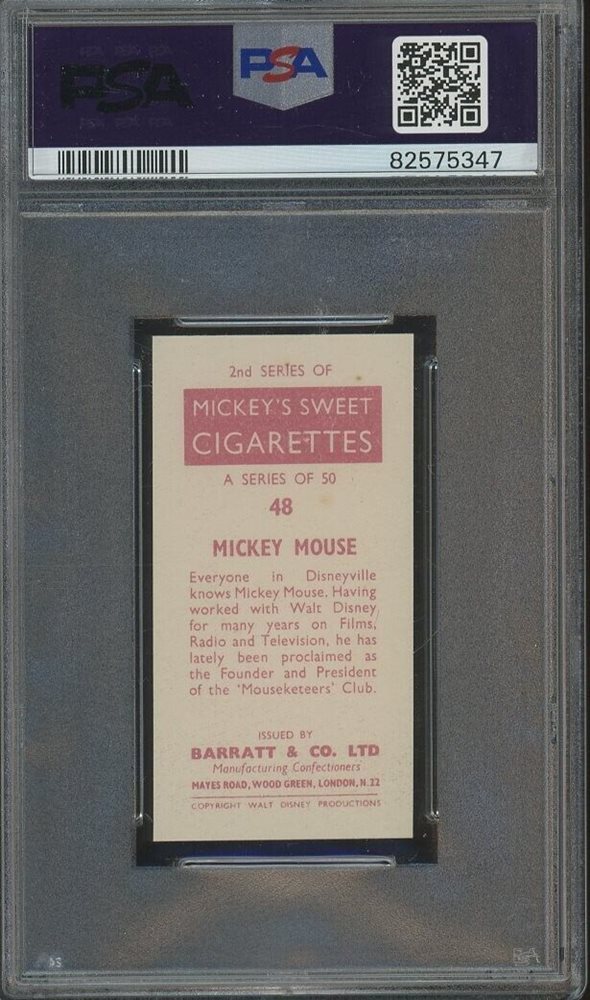 PSA
PSA
82575347
2nd SERIES OF
MICKEY'S SWEET
CIGARETTES
A SERIES OF 50
48
MICKEY MOUSE
Everyone in Disneyville
knows Mickey Mouse. Having
worked with Walt Disney
for many years on Films,
Radio and Television, he has
lately been proclaimed as
the Founder and President
of the 'Mouseketeers' Club.
ISSUED BY
BARRATT & CO. LTD
Manufacturing Confectioners
MAYES ROAD, WOOD GREEN, LONDON, N.22
COPYRIGHT WALT DISNEY PRODUCTIONS